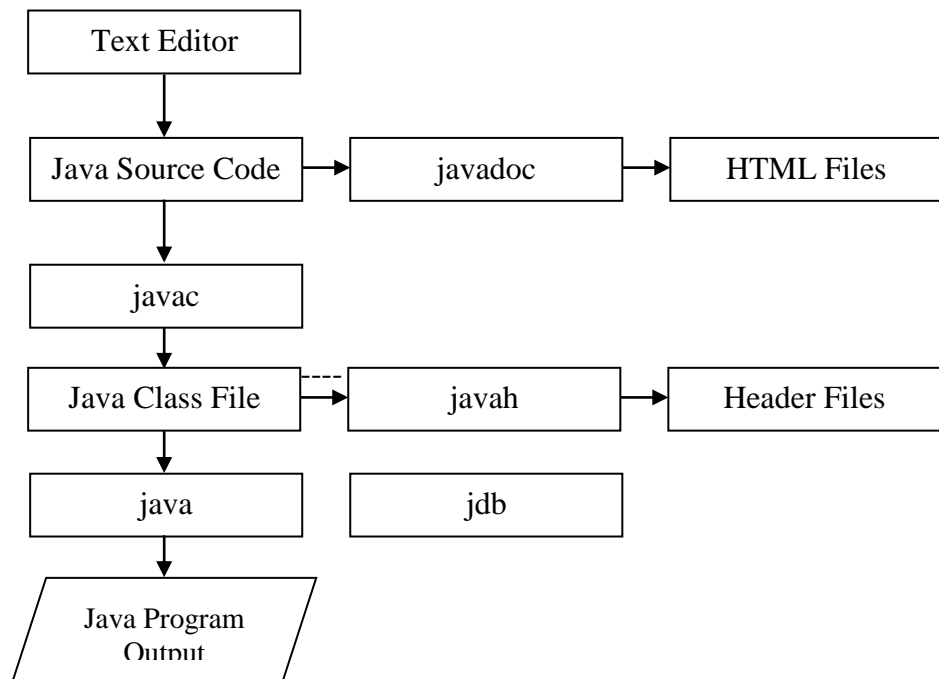 Text Editor
Java Source Code
javadoc
HTML Files
javac
Java Class File
javah
Header Files
java
jdb
Java Program
Output